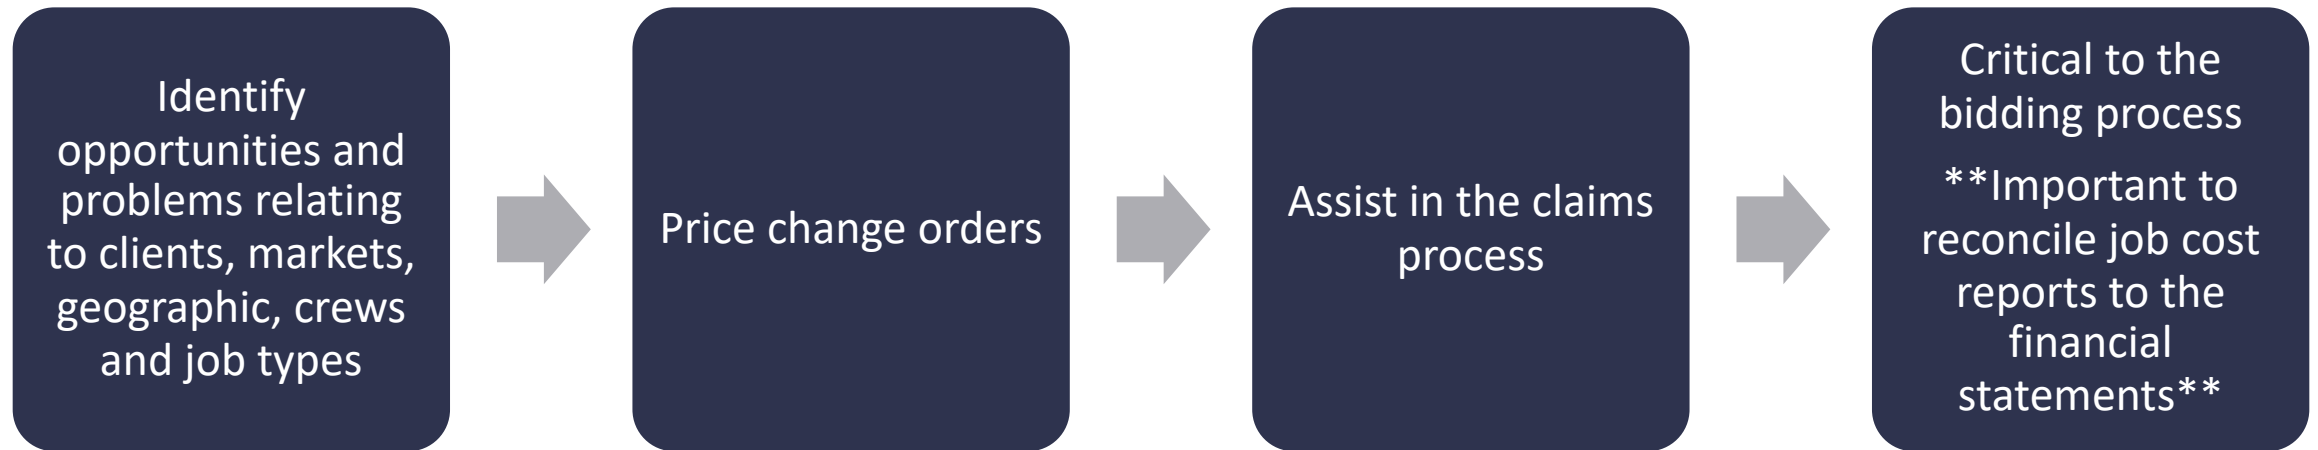 Identify
opportunities and
problems relating
to clients, markets,
geographic, crews
and job types
Price change orders
Assist in the claims
process
Critical to the
bidding process
**Important to
reconcile job cost
reports to the
financial
statements**